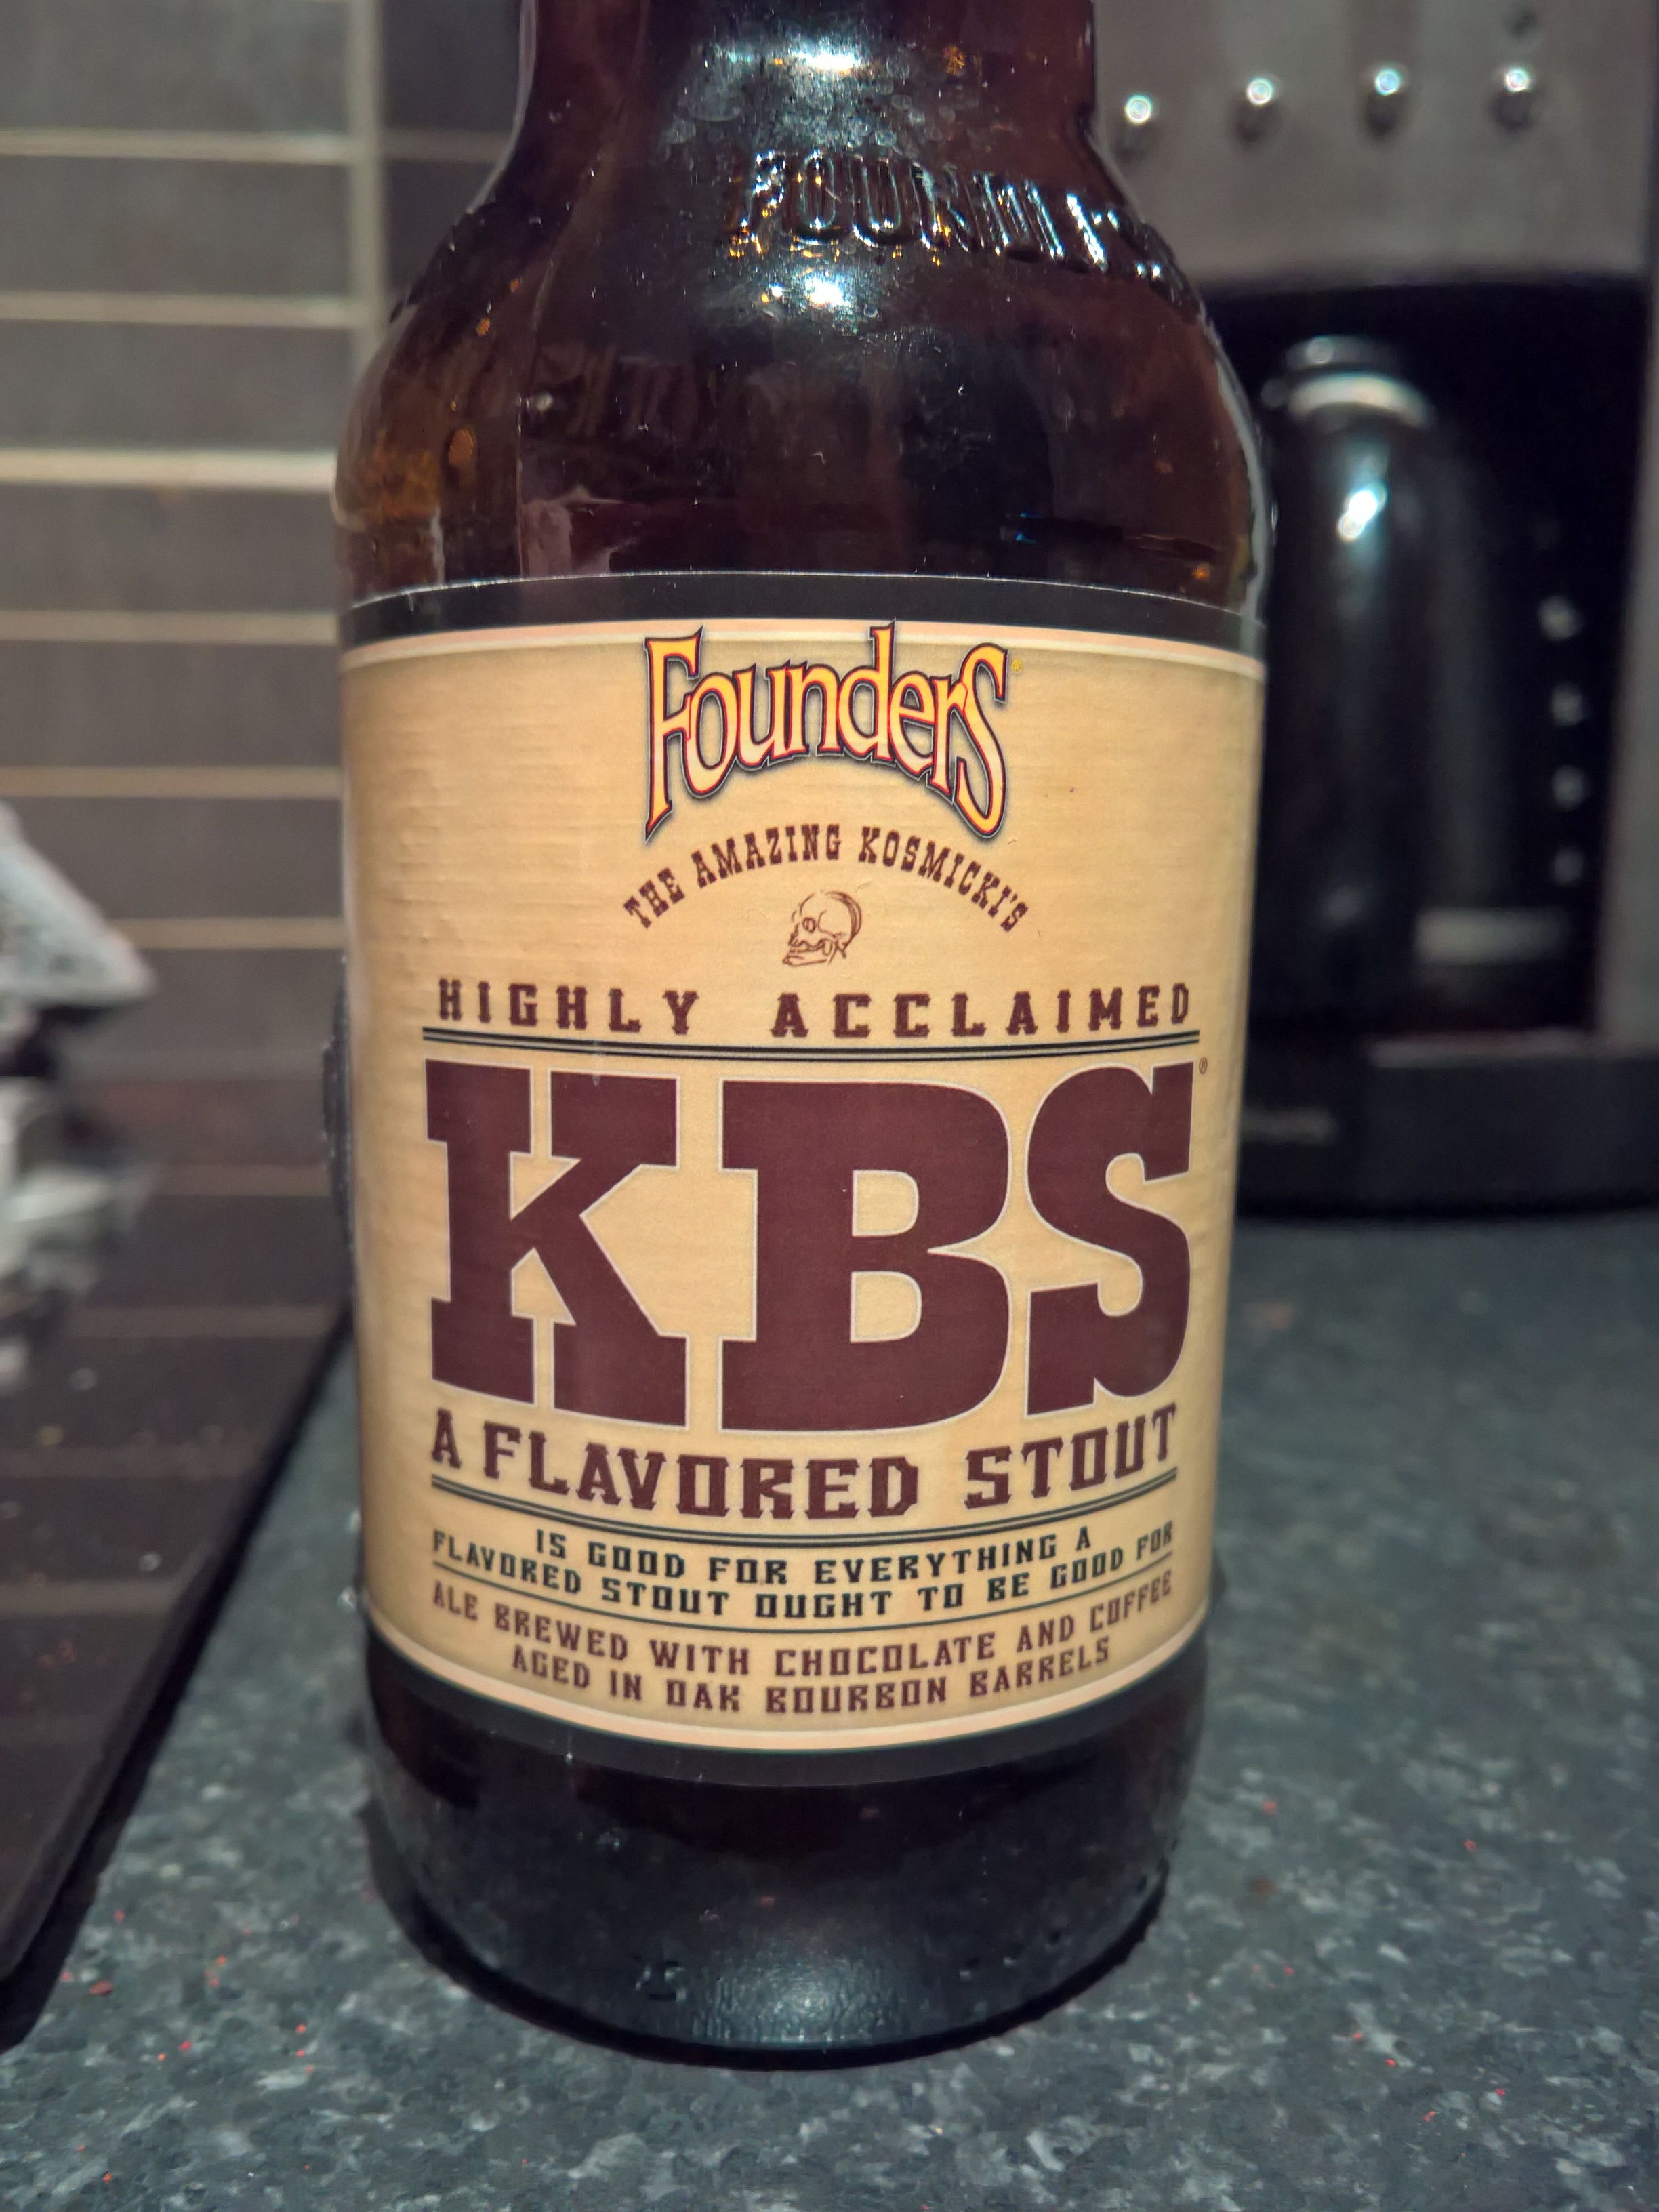 Founders®
THE AMAZING KOSMICKI'S
HIGHLY ACCLAIMED
KBS®
A FLAVORED STOUT
IS GOOD FOR EVERYTHING A
FLAVORED STOUT OUGHT TO BE GOOD FOR
ALE BREWED WITH CHOCOLATE AND COFFEE
AGED IN OAK BOURBON BARRELS